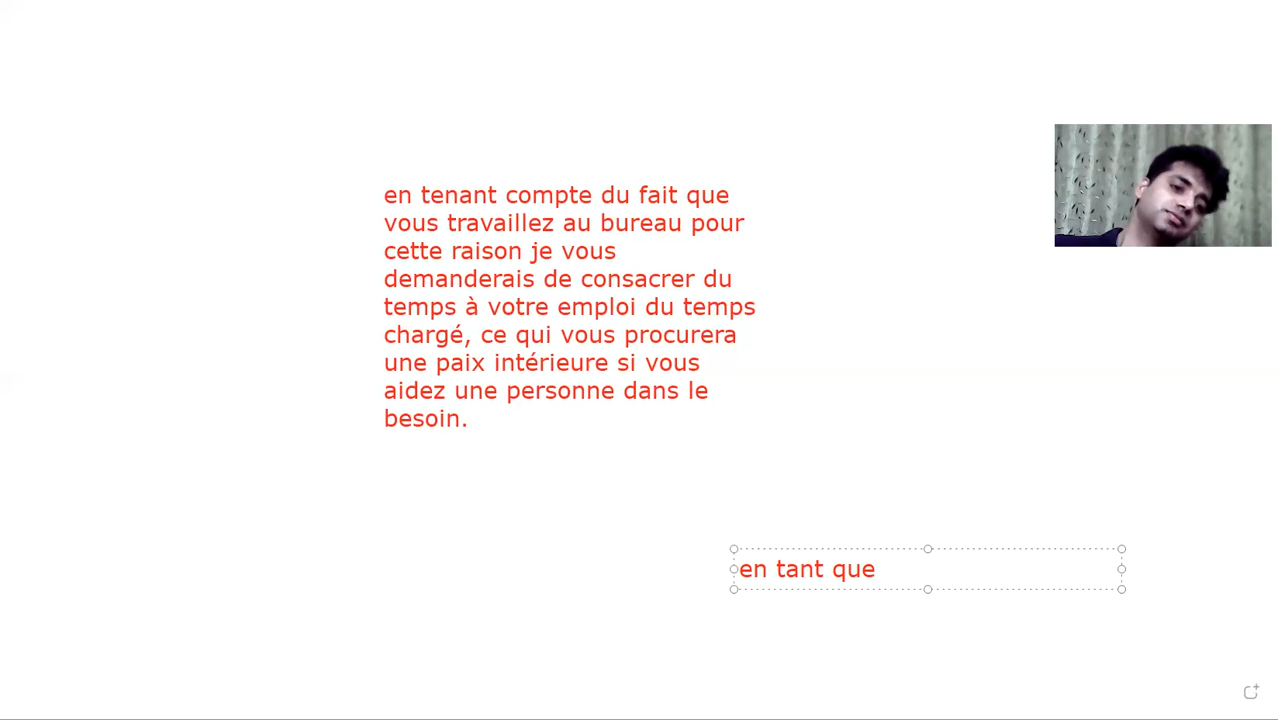 en tenant compte du fait que
vous travaillez au bureau pour
cette raison je vous
demanderais de consacrer du
temps à votre emploi du temps
chargé, ce qui vous procurera
une paix intérieure si vous
aidez une personne dans le
besoin.
en tant que